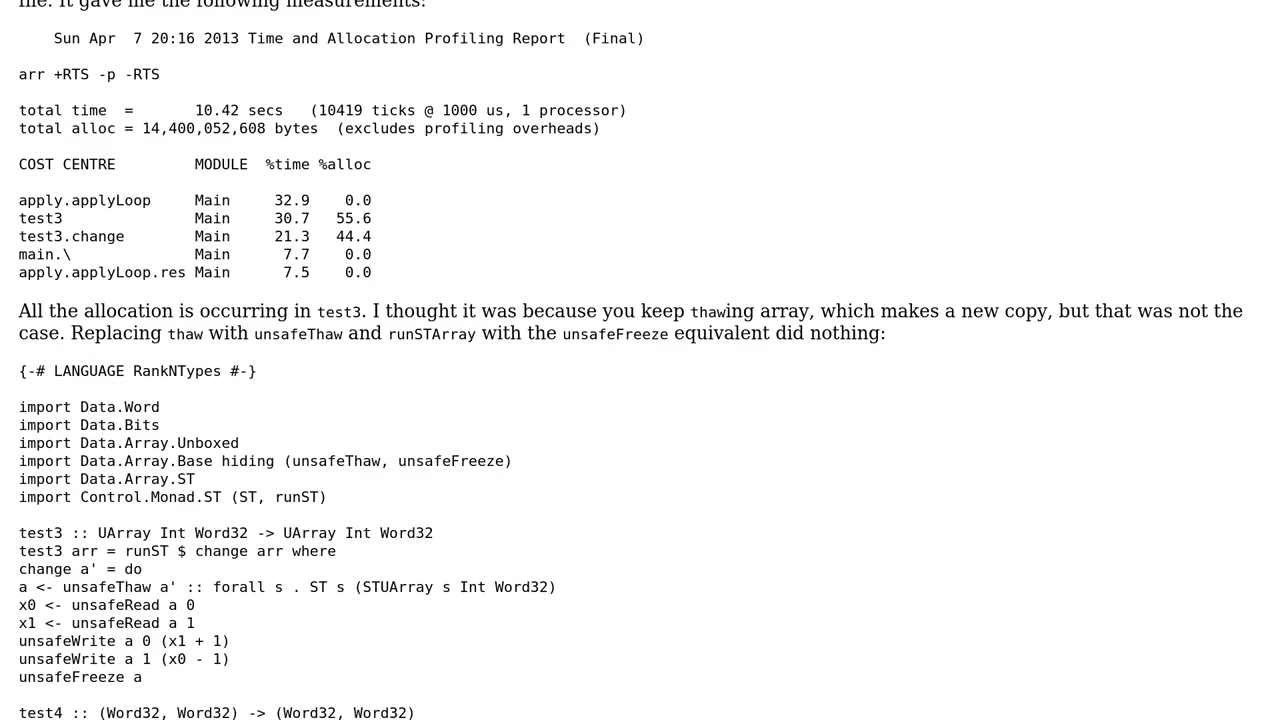 me. It gave me the following measurements:
    Sun Apr  7 20:16 2013 Time and Allocation Profiling Report  (Final)
arr +RTS -p -RTS
total time  =       10.42 secs   (10419 ticks @ 1000 us, 1 processor)
total alloc = 14,400,052,608 bytes  (excludes profiling overheads)
COST CENTRE         MODULE  %time %alloc
apply.applyLoop     Main     32.9    0.0
test3               Main     30.7   55.6
test3.change        Main     21.3   44.4
main.\              Main      7.7    0.0
apply.applyLoop.res Main      7.5    0.0
All the allocation is occurring in test3. I thought it was because you keep thawing array, which makes a new copy, but that was not the
case. Replacing thaw with unsafeThaw and runSTArray with the unsafeFreeze equivalent did nothing:
{-# LANGUAGE RankNTypes #-}
import Data.Word
import Data.Bits
import Data.Array.Unboxed
import Data.Array.Base hiding (unsafeThaw, unsafeFreeze)
import Data.Array.ST
import Control.Monad.ST (ST, runST)
test3 :: UArray Int Word32 -> UArray Int Word32
test3 arr = runST $ change arr where
change a' = do
a <- unsafeThaw a' :: forall s . ST s (STUArray s Int Word32)
x0 <- unsafeRead a 0
x1 <- unsafeRead a 1
unsafeWrite a 0 (x1 + 1)
unsafeWrite a 1 (x0 - 1)
unsafeFreeze a
test4 :: (Word32, Word32) -> (Word32, Word32)